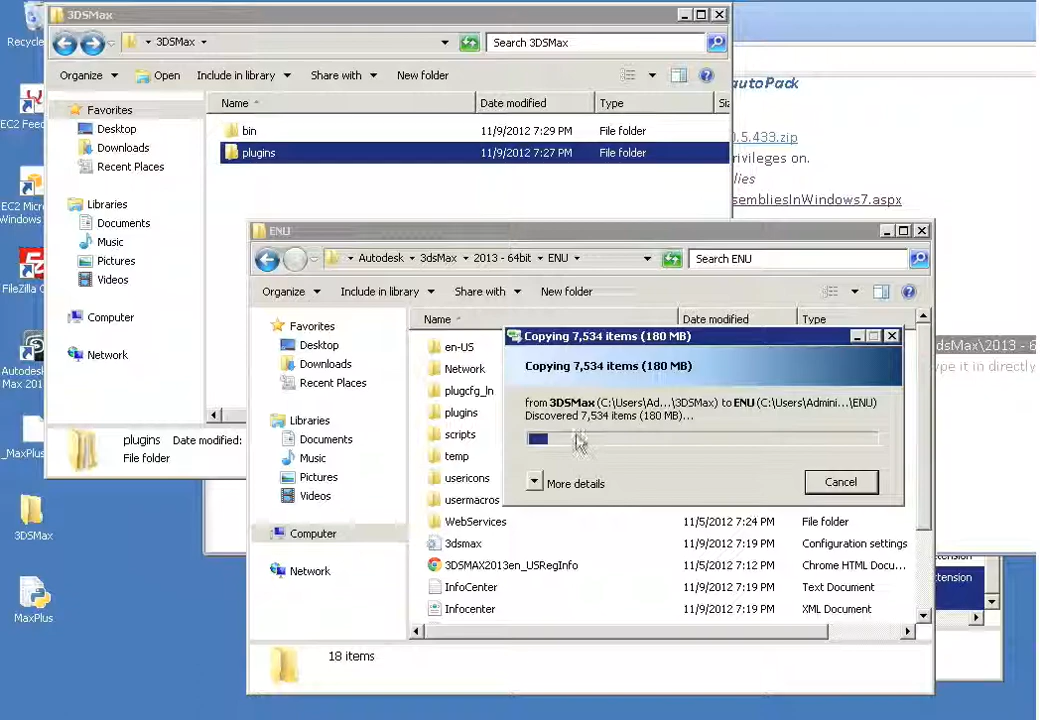 3DSMax
Recycle
3DSMax
Search 3DSMax
Organize
Open
Include in library
Share with
New folder
autoPack
Favorites
Desktop
Downloads
Recent Places
Libraries
Documents
Music
Pictures
Videos
Computer
Network
Name
Date modified
Type
bin
11/9/2012 7:29 PM
File folder
plugins
11/9/2012 7:27 PM
File folder
plugins
Date modified:
File folder
0.5.433.zip
rivileges on.
lies
sembliesInWindows7.aspx
dsMax\2013 - 6
type it in directly
EC2 Feed
EC2 Micr
Windows
FileZilla C
Autodes
Max 201
_MaxPlus
3DSMax
MaxPlus
ENU
Autodesk
3dsMax
2013 - 64bit
ENU
Search ENU
Organize
Include in library
Share with
New folder
Favorites
Desktop
Downloads
Recent Places
Libraries
Documents
Music
Pictures
Videos
Computer
Network
Name
Date modified
Type
en-US
Network
plugcfg_ln
plugins
scripts
temp
usericons
usermacros
WebServices
11/5/2012 7:24 PM
File folder
3dsmax
11/9/2012 7:19 PM
Configuration settings
3DSMAX2013en_USRegInfo
11/5/2012 7:12 PM
Chrome HTML Docu...
InfoCenter
11/9/2012 7:19 PM
Text Document
Infocenter
11/9/2012 7:19 PM
XML Document
18 items
Copying 7,534 items (180 MB)
Copying 7,534 items (180 MB)
from 3DSMax (C:\Users\Ad...\3DSMax) to ENU (C:\Users\Admini...\ENU)
Discovered 7,534 items (180 MB)...
More details
Cancel
tension